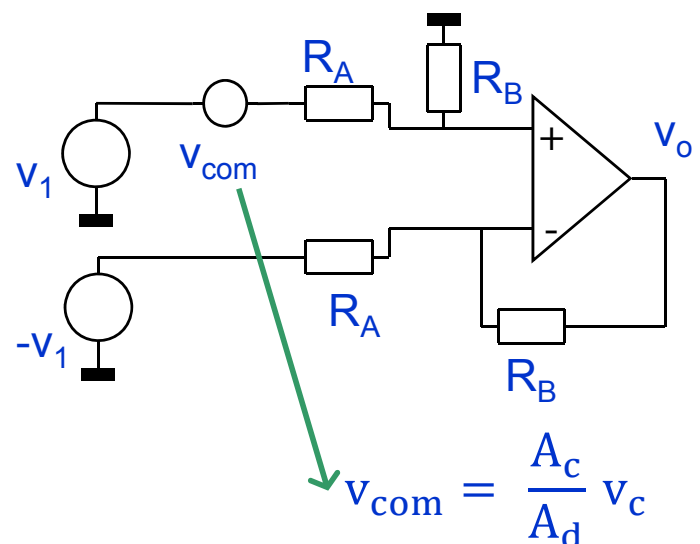 R_A
R_B
v_1
v_com
+
v_o
-
R_A
-v_1
R_B
v_com = A_c/A_d v_c